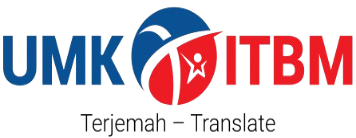 UMK ITBM
Terjemah – Translate